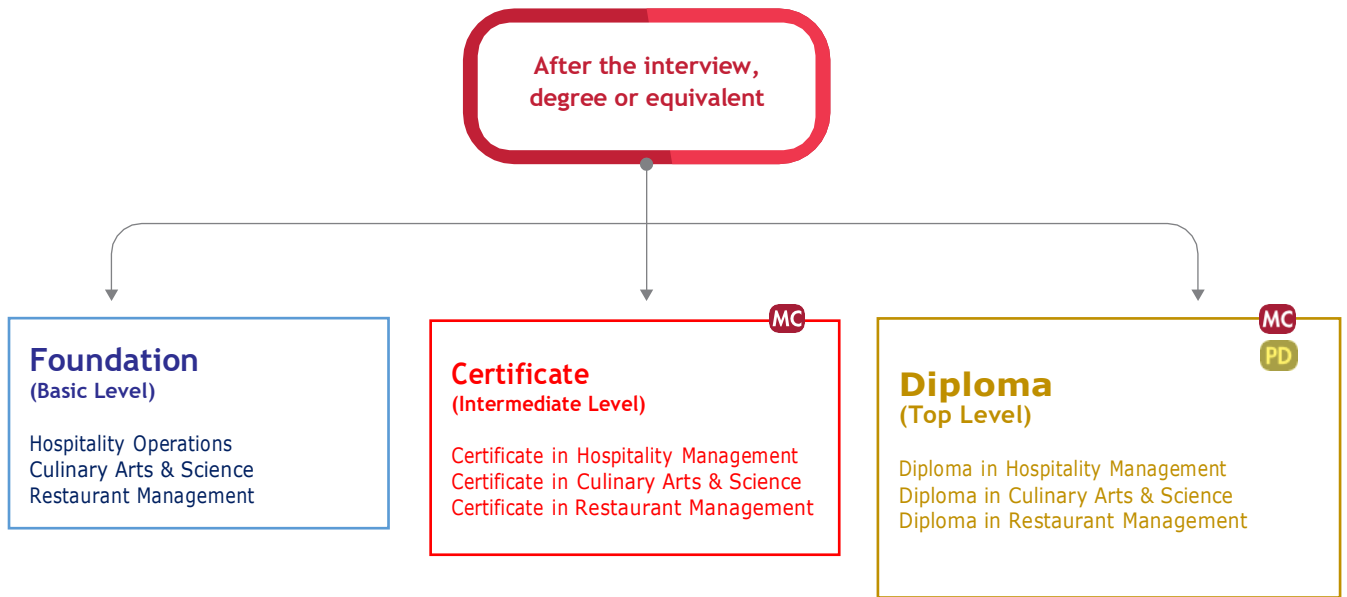 After the interview,
degree or equivalent
Foundation
(Basic Level)
Hospitality Operations
Culinary Arts & Science
Restaurant Management
MC
Certificate
(Intermediate Level)
Certificate in Hospitality Management
Certificate in Culinary Arts & Science
Certificate in Restaurant Management
MC
PD
Diploma
(Top Level)
Diploma in Hospitality Management
Diploma in Culinary Arts & Science
Diploma in Restaurant Management